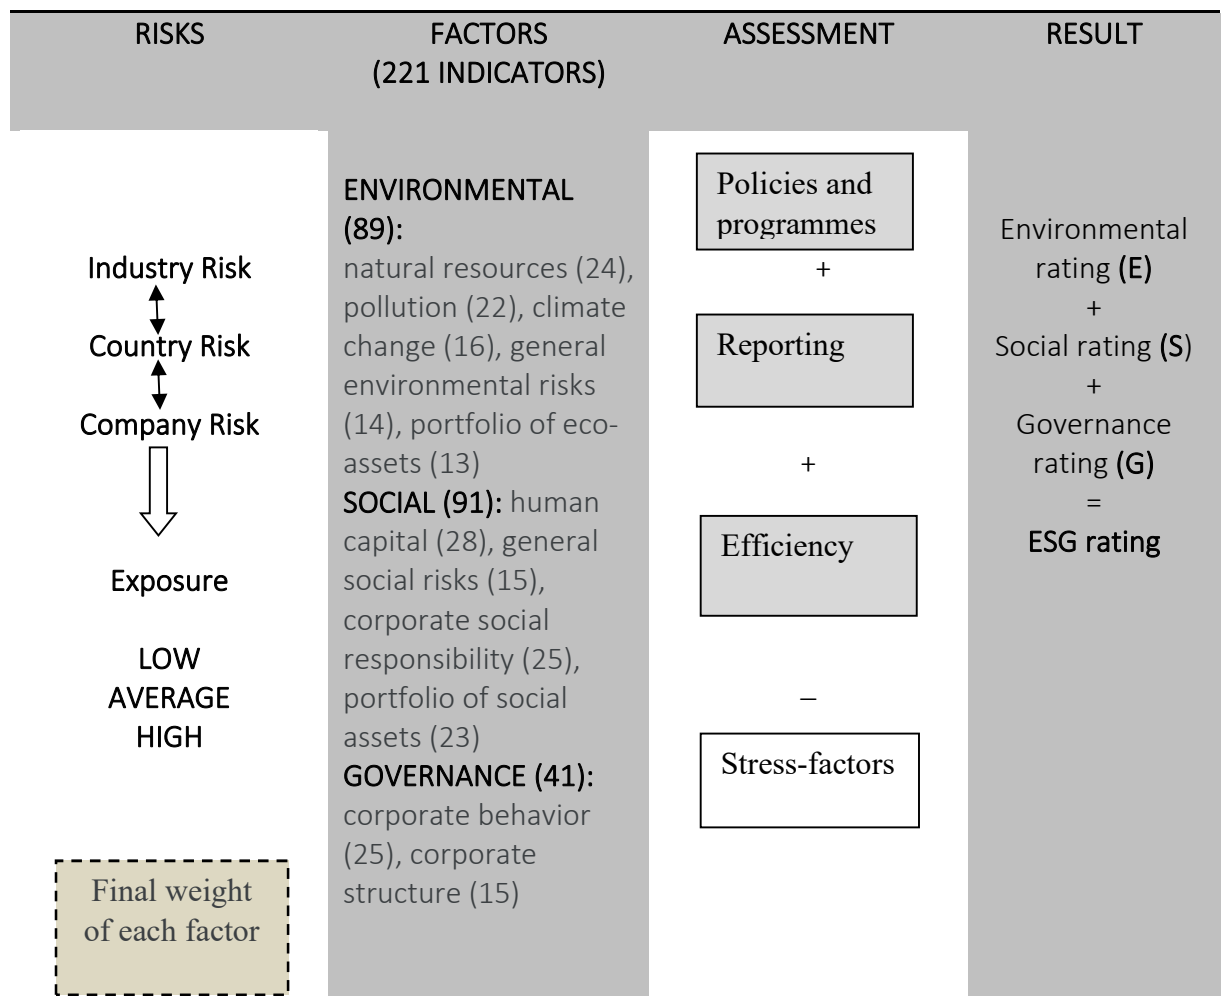 RISKS
FACTORS
(221 INDICATORS)
ASSESSMENT
RESULT
Industry Risk
Country Risk
Company Risk
Exposure
LOW
AVERAGE
HIGH
Final weight
of each factor
ENVIRONMENTAL
(89):
natural resources (24),
pollution (22), climate
change (16), general
environmental risks
(14), portfolio of eco-
assets (13)
SOCIAL (91): human
capital (28), general
social risks (15),
corporate social
responsibility (25),
portfolio of social
assets (23)
GOVERNANCE (41):
corporate behavior
(25), corporate
structure (15)
Policies and
programmes
+
Reporting
+
Efficiency
–
Stress-factors
Environmental
rating (E)
+
Social rating (S)
+
Governance
rating (G)
=
ESG rating